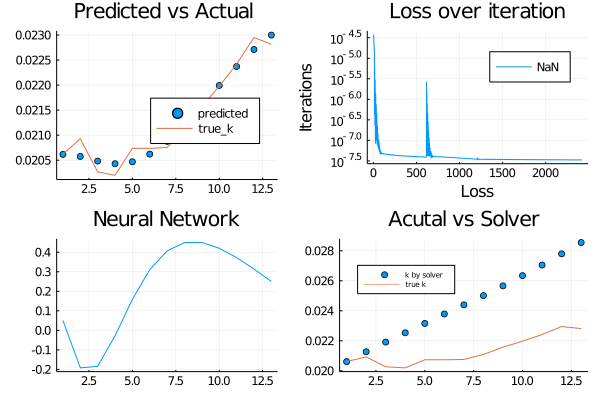 Predicted vs Actual
0.0230
0.0225
0.0220
0.0215
0.0210
0.0205
predicted
true_k
2.5 5.0 7.5 10.0 12.5
Loss over iteration
Iterations
10^-4.5
10^-5.0
10^-5.5
10^-6.0
10^-6.5
10^-7.0
10^-7.5
NaN
0 500 1000 1500 2000
Loss
Neural Network
0.4
0.3
0.2
0.1
0.0
-0.1
-0.2
2.5 5.0 7.5 10.0 12.5
Acutal vs Solver
0.028
0.026
0.024
0.022
0.020
k by solver
true k
2.5 5.0 7.5 10.0 12.5